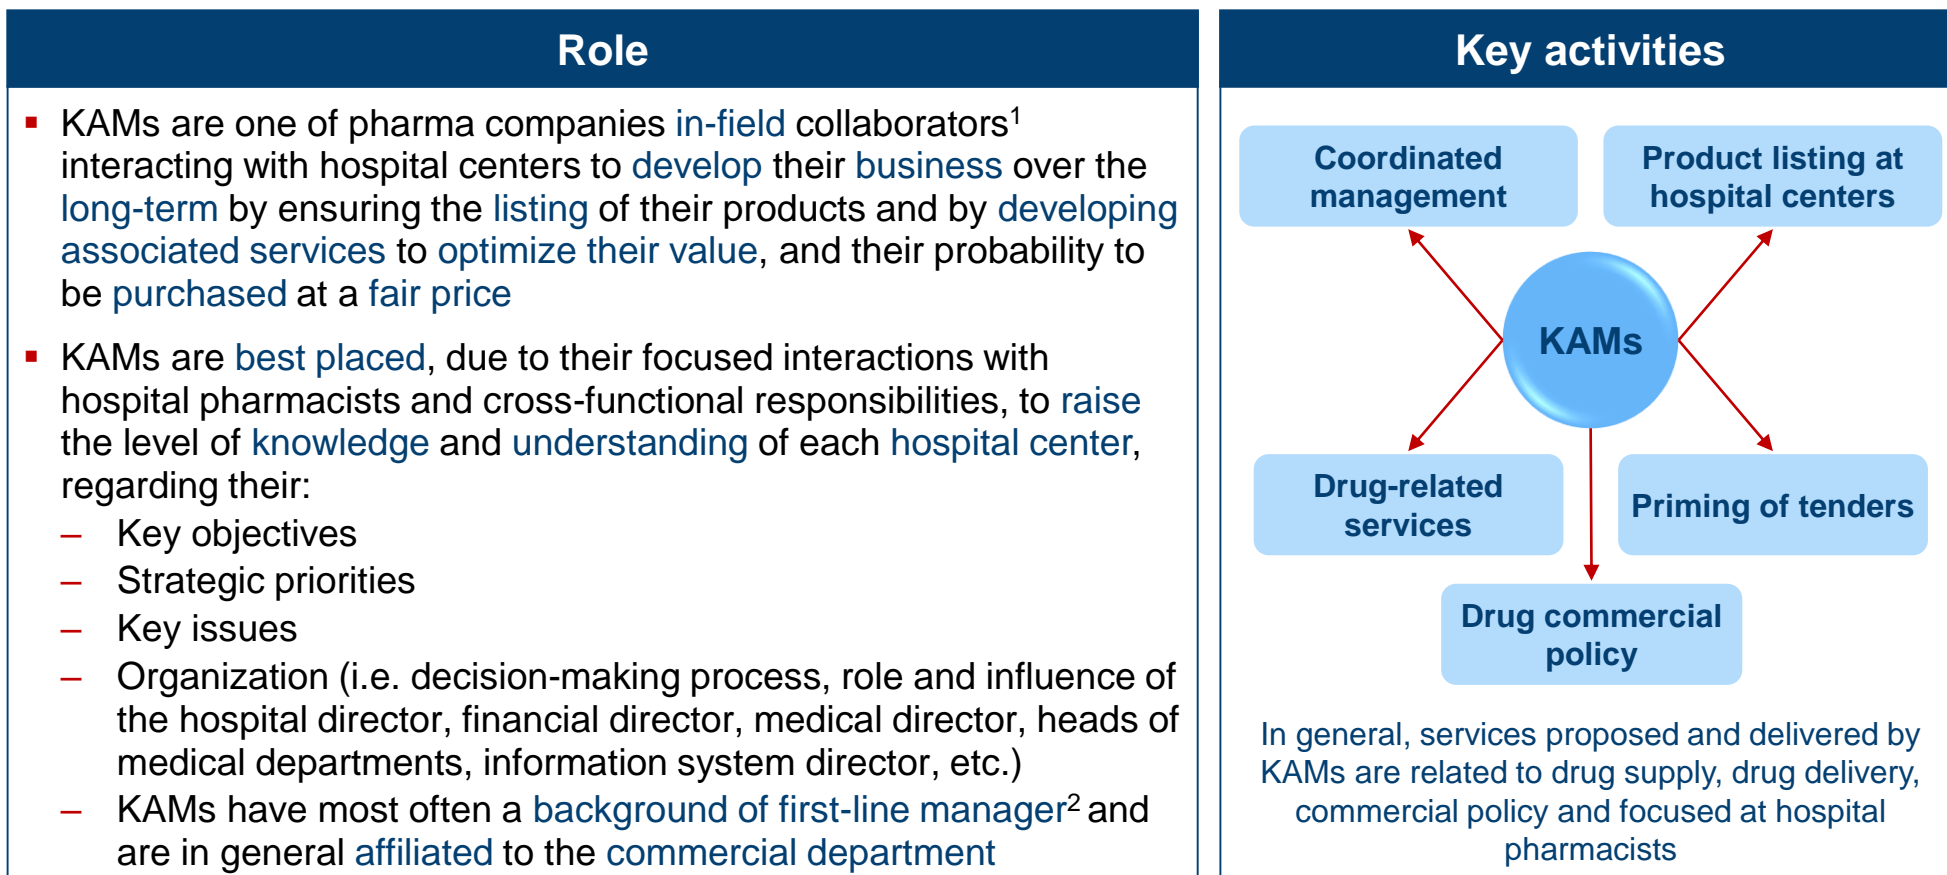 Role
▪ KAMs are one of pharma companies in-field collaborators¹
interacting with hospital centers to develop their business over the
long-term by ensuring the listing of their products and by developing
associated services to optimize their value, and their probability to
be purchased at a fair price
▪ KAMs are best placed, due to their focused interactions with
hospital pharmacists and cross-functional responsibilities, to raise
the level of knowledge and understanding of each hospital center,
regarding their:
– Key objectives
– Strategic priorities
– Key issues
– Organization (i.e. decision-making process, role and influence of
the hospital director, financial director, medical director, heads of
medical departments, information system director, etc.)
– KAMs have most often a background of first-line manager² and
are in general affiliated to the commercial department
Key activities
Coordinated
management
Product listing at
hospital centers
KAMs
Drug-related
services
Priming of tenders
Drug commercial
policy
In general, services proposed and delivered by
KAMs are related to drug supply, drug delivery,
commercial policy and focused at hospital
pharmacists